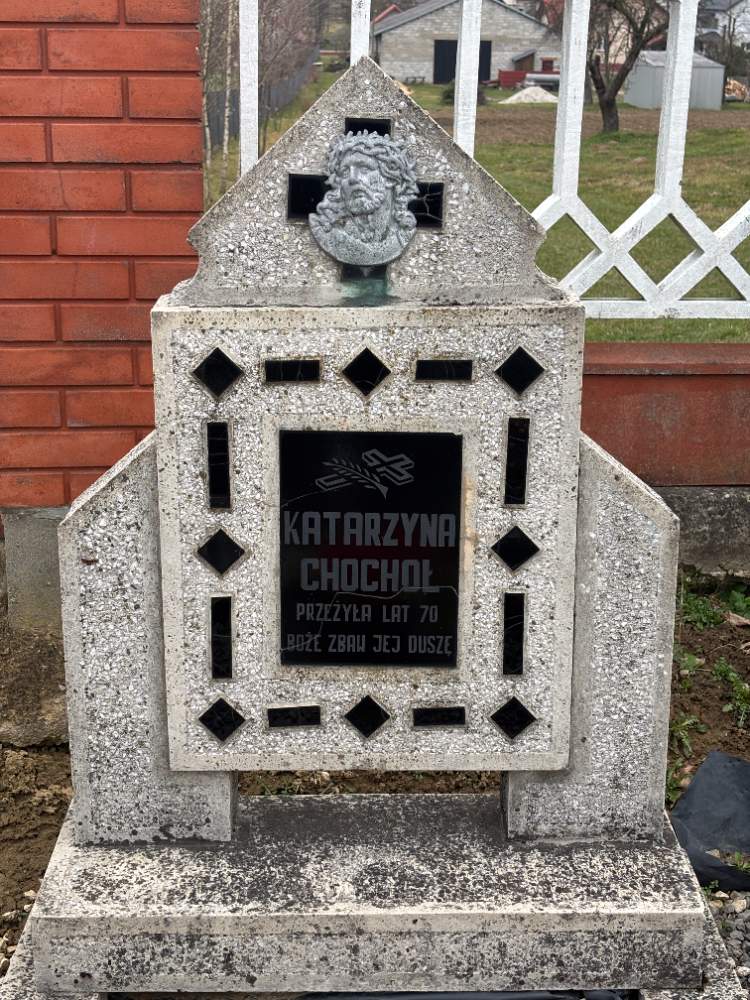 KATARZYNA
CHOCHOŁ
PRZEŻYŁA LAT 70
BOŻE ZBAW JEJ DUSZĘ